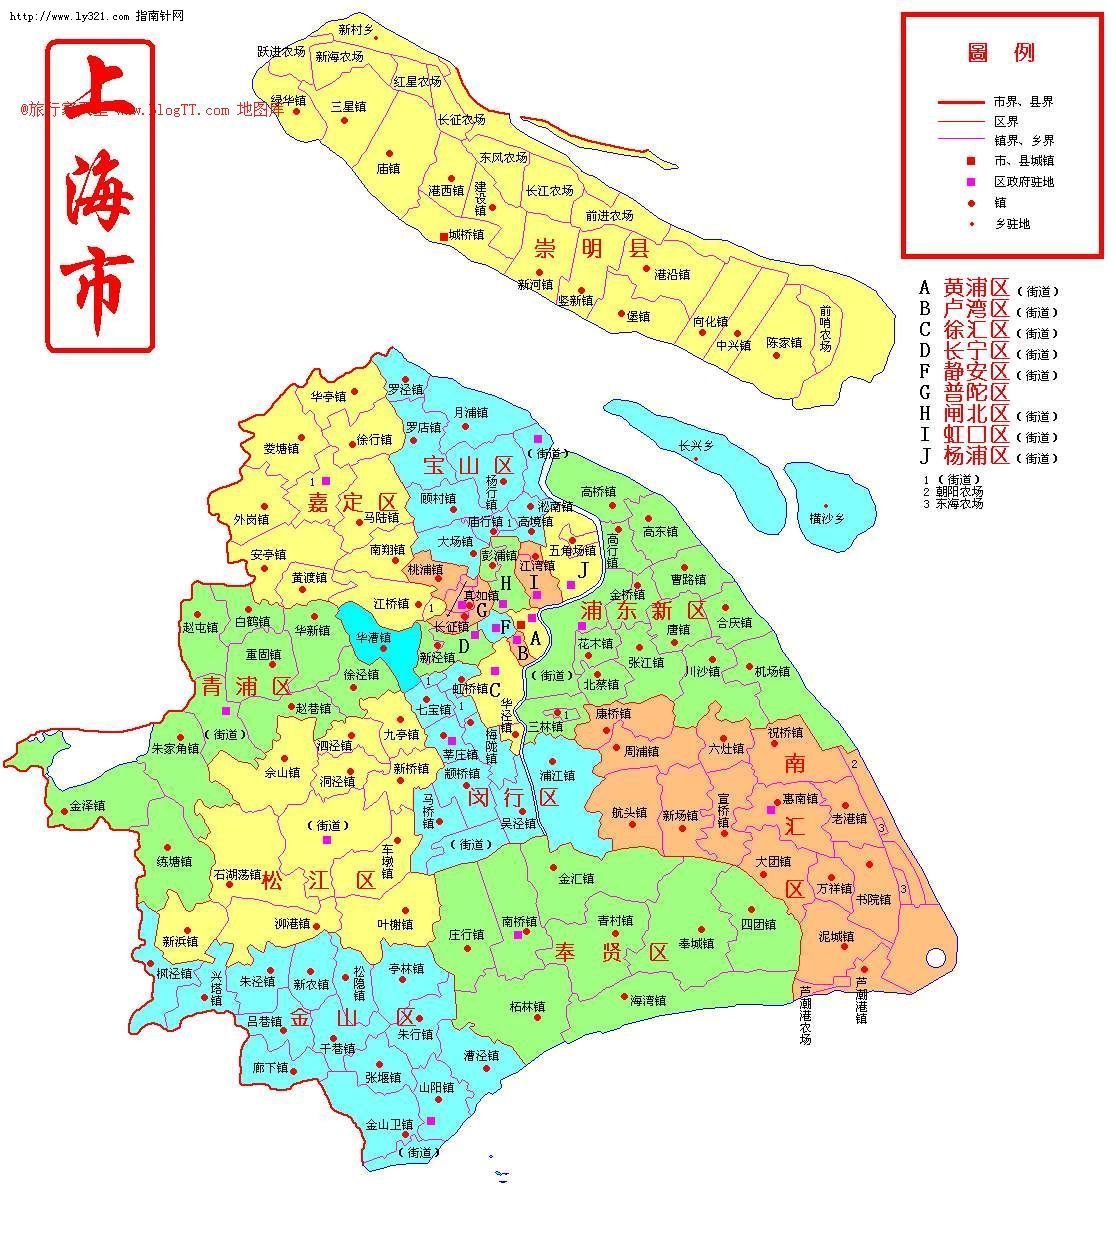 http://www.ly321.com 指南针网
上海市
@旅行
www.blogTT.com 地图库
圖 例
市界、县界
区界
镇界、乡界
市、县城镇
区政府驻地
镇
乡驻地
A 黄浦区(街道)
B 卢湾区(街道)
C 徐汇区(街道)
D 长宁区(街道)
F 静安区(街道)
G 普陀区
H 闸北区(街道)
I 虹口区(街道)
J 杨浦区(街道)
1 (街道)
2 朝阳农场
3 东海农场
新村乡
跃进农场
新海农场
红星农场
绿华镇
三星镇
长征农场
庙镇
东风农场
港西镇
建设镇
长江农场
前进农场
城桥镇
崇明县
新河镇
港沿镇
竖新镇
堡镇
向化镇
中兴镇
陈家镇
前哨农场
长兴乡
横沙乡
罗泾镇
华亭镇
月浦镇
罗店镇
徐行镇
娄塘镇
(街道)
宝山区
杨行镇
1
嘉定区
顾村镇
淞南镇
高桥镇
外岗镇
马陆镇
庙行镇
1
高境镇
高东镇
高行镇
大场镇
五角场镇
安亭镇
南翔镇
彭浦镇
江湾镇
J
桃浦镇
黄渡镇
H
I
曹路镇
金桥镇
真如镇
江桥镇
1
G
浦东新区
合庆镇
赵屯镇
白鹤镇
华新镇
长征镇
F
A
唐镇
华漕镇
D
B
花木镇
重固镇
新泾镇
张江镇
川沙镇
机场镇
徐泾镇
(街道)
北蔡镇
青浦区
1
虹桥镇
C
赵巷镇
七宝镇
1
华泾镇
三林镇
1
康桥镇
(街道)
九亭镇
泗泾镇
朱家角镇
莘庄镇
梅陇镇
周浦镇
六灶镇
祝桥镇
佘山镇
洞泾镇
新桥镇
颛桥镇
浦江镇
南汇区
2
金泽镇
马桥镇
闵行区
惠南镇
宣桥镇
航头镇
新场镇
老港镇
吴泾镇
3
(街道)
(街道)
练塘镇
车墩镇
大团镇
石湖荡镇
松江区
金汇镇
万祥镇
书院镇
3
新浜镇
泖港镇
叶榭镇
南桥镇
青村镇
四团镇
庄行镇
奉城镇
泥城镇
奉贤区
枫泾镇
兴塔镇
朱泾镇
新农镇
松隐镇
亭林镇
柘林镇
海湾镇
芦潮港农场
芦潮港镇
吕巷镇
金山区
朱行镇
干巷镇
漕泾镇
廊下镇
张堰镇
山阳镇
金山卫镇
(街道)